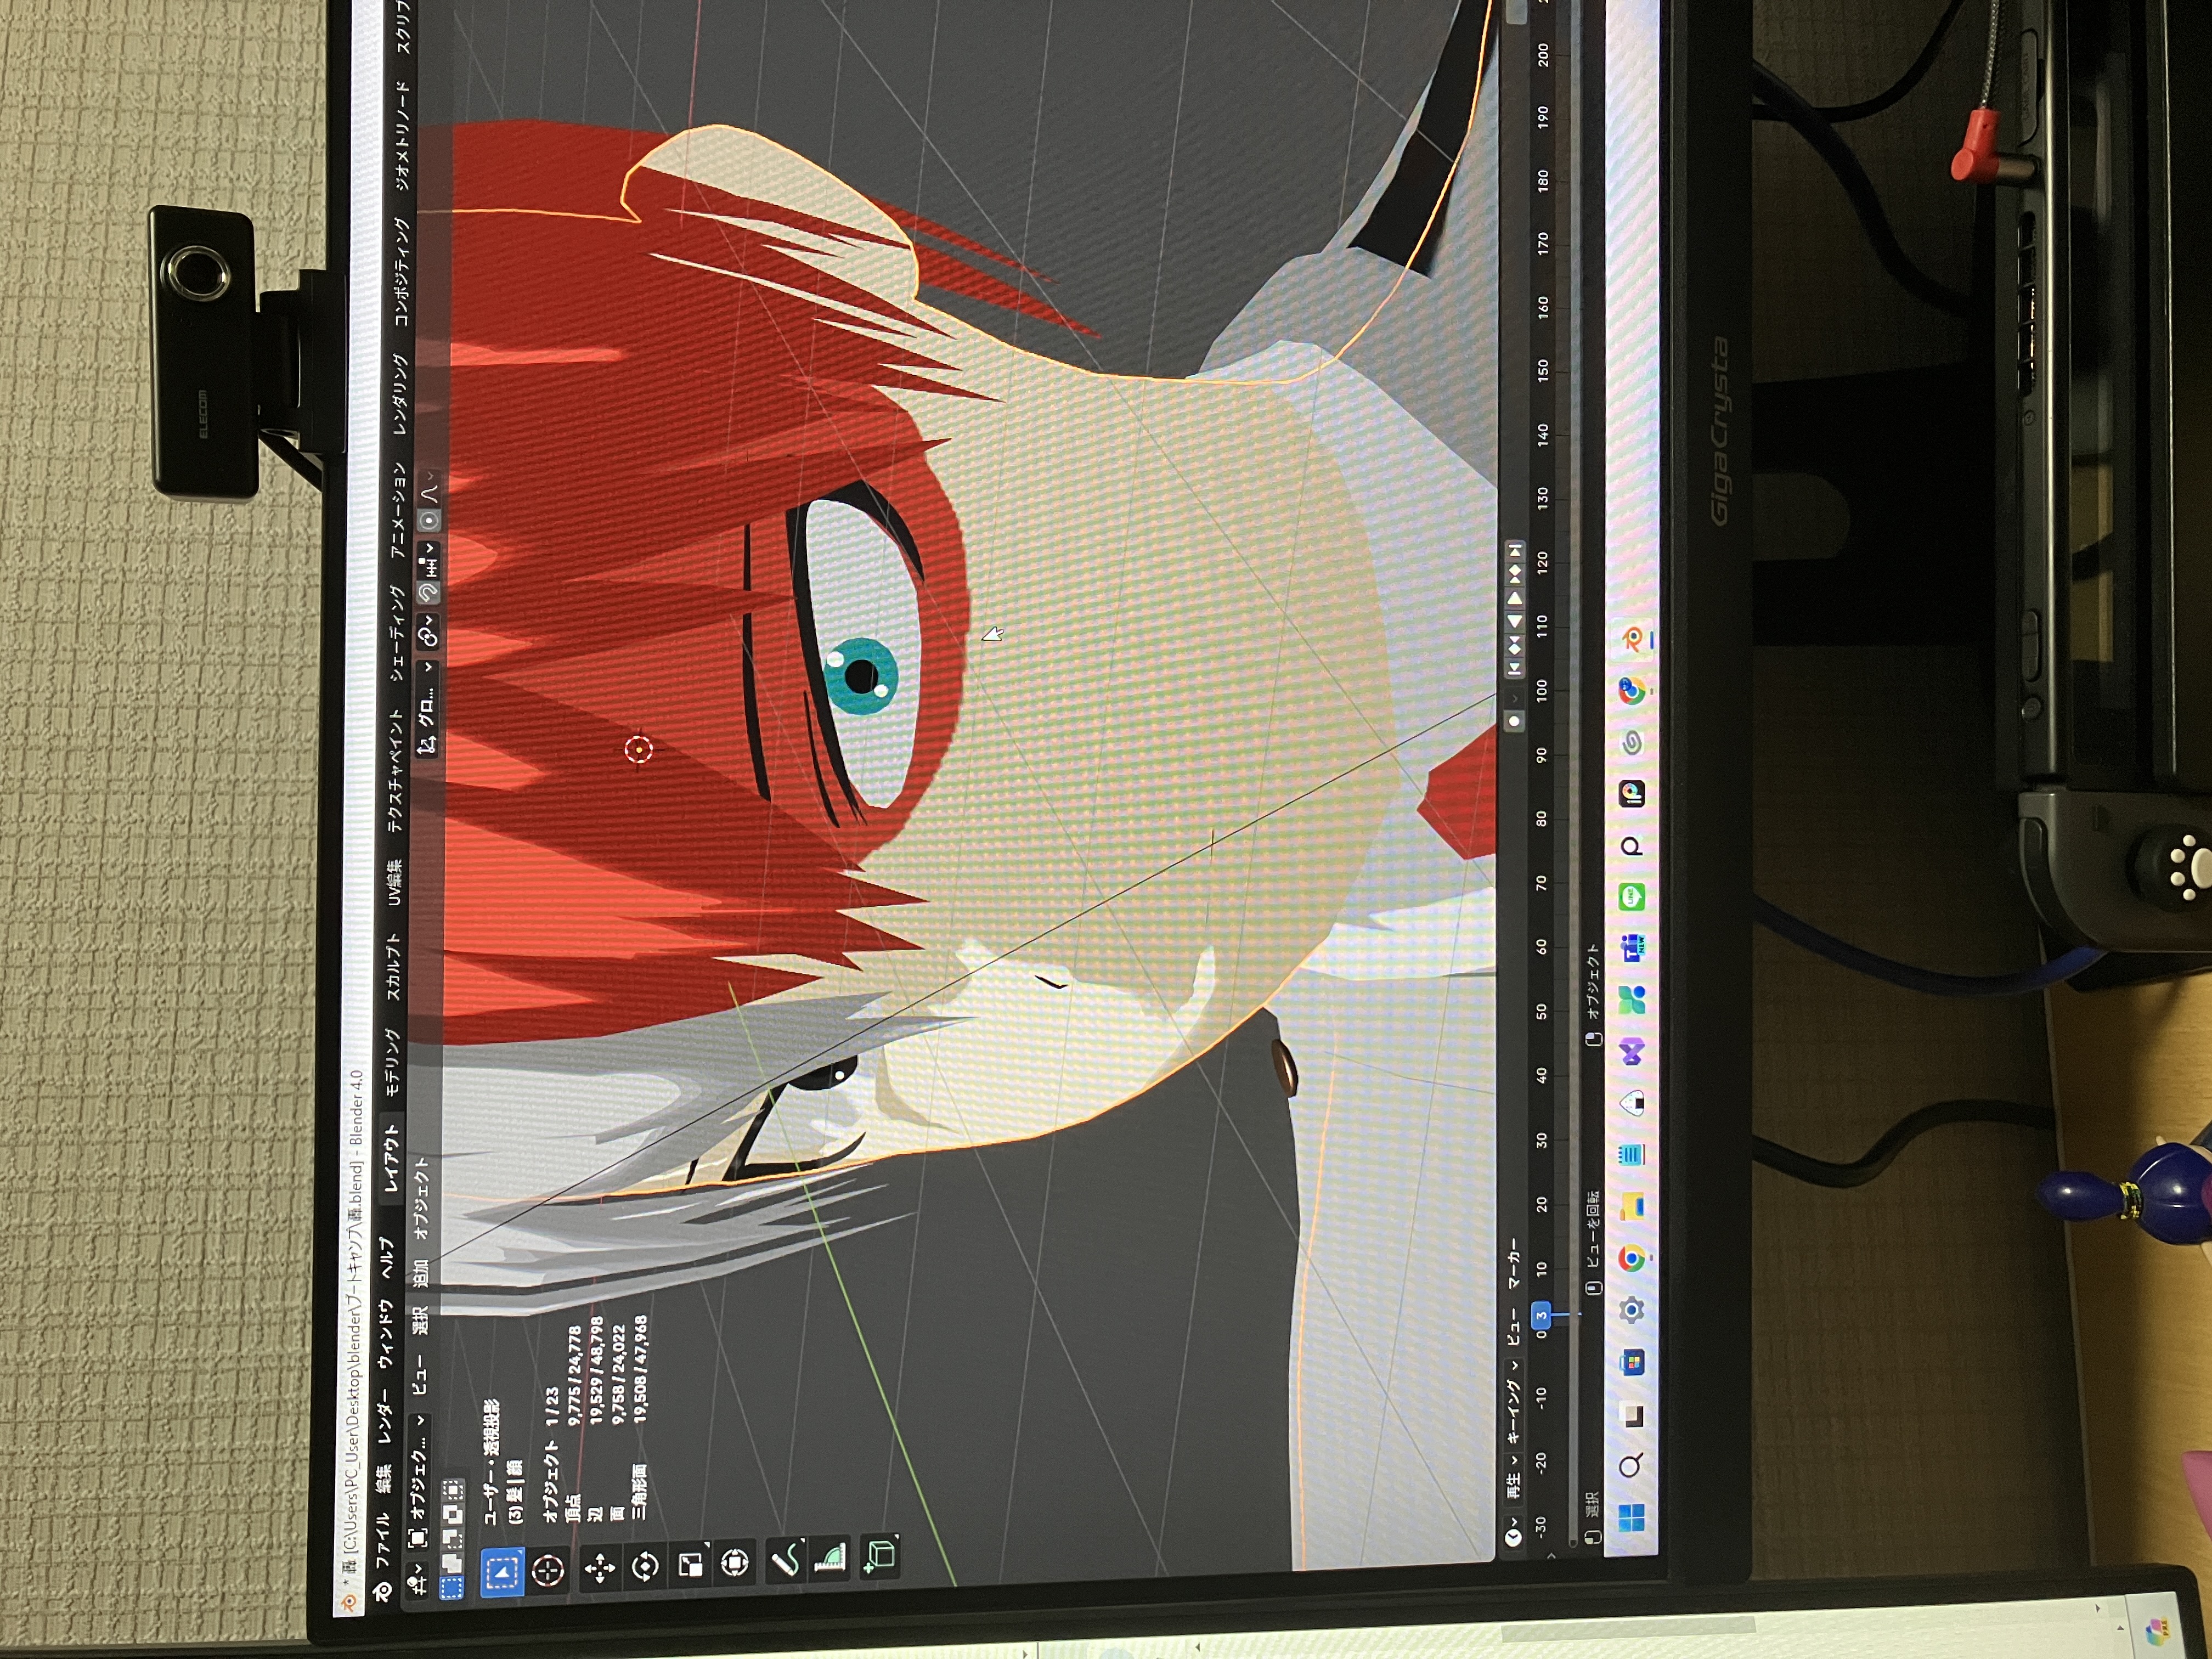 ELECOM
* 轟 [C:\Users\PC_User\Desktop\blender\ブートキャンプ\轟.blend] - Blender 4.0
ファイル 編集 レンダー ウィンドウ ヘルプ レイアウト モデリング スカルプト UV編集 テクスチャペイント シェーディング アニメーション レンダリング コンポジティング ジオメトリノード スクリプ
オブジェク... ビュー 選択 追加 オブジェクト グロ...
ユーザー・透視投影
(3) 髪 | 顔
オブジェクト 1 / 23
頂点 9,775 / 24,778
辺 19,529 / 48,798
面 9,758 / 24,022
三角形面 19,508 / 47,968
再生 キーイング ビュー マーカー
-30 -20 -10 0 3 10 20 30 40 50 60 70 80 90 100 110 120 130 140 150 160 170 180 190 200
選択 ビューを回転 オブジェクト
NEW LINE iP
GigaCrysta
PRE